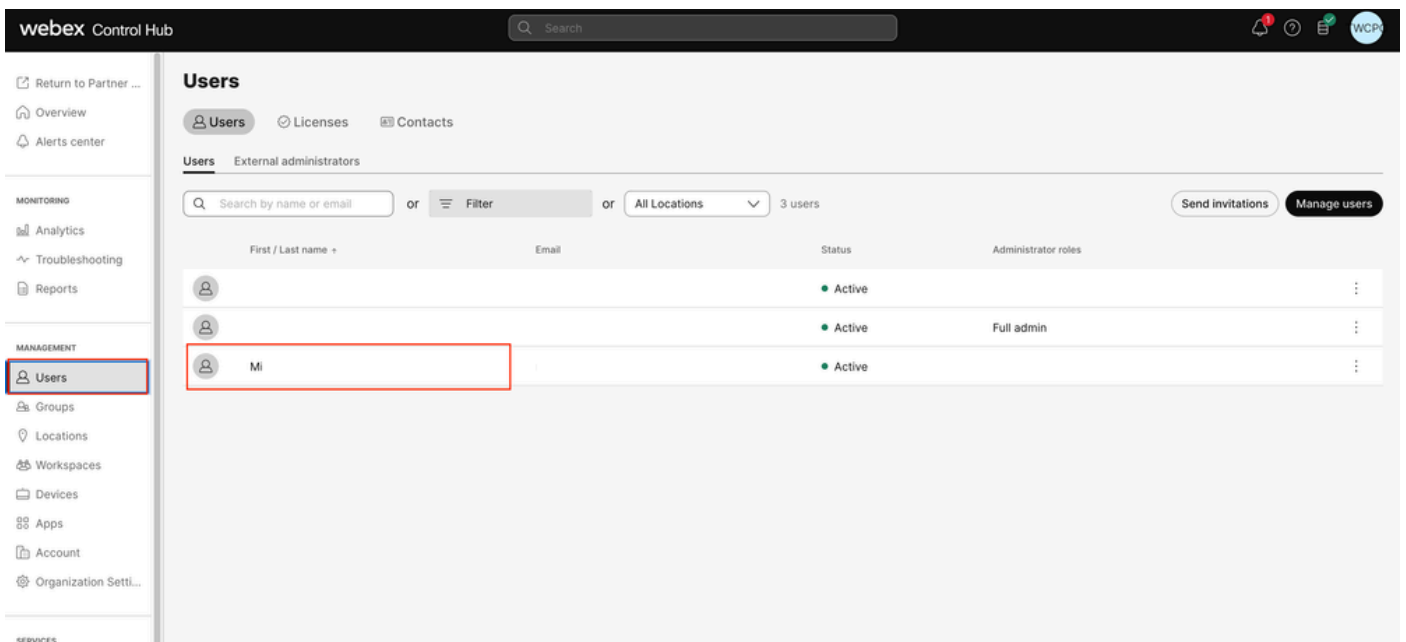 webex Control Hub
Search
1
Return to Partner ...
Overview
Alerts center
MONITORING
Analytics
Troubleshooting
Reports
MANAGEMENT
Users
Groups
Locations
Workspaces
Devices
Apps
Account
Organization Setti...
SERVICES
Users
Users Licenses Contacts
Users External administrators
Search by name or email or Filter or All Locations 3 users Send invitations Manage users
First / Last name Email Status Administrator roles
Active
Active Full admin
Mi Active